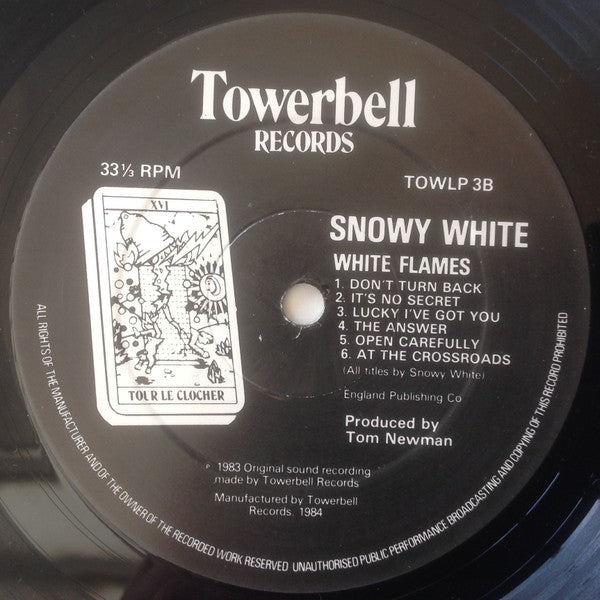 Towerbell
RECORDS
33⅓ RPM
TOWLP 3B
XVI
TOUR LE CLOCHER
SNOWY WHITE
WHITE FLAMES
1. DON'T TURN BACK
2. IT'S NO SECRET
3. LUCKY I'VE GOT YOU
4. THE ANSWER
5. OPEN CAREFULLY
6. AT THE CROSSROADS
(All titles by Snowy White)
England Publishing Co
Produced by
Tom Newman
℗ 1983 Original sound recording
made by Towerbell Records
Manufactured by Towerbell
Records. 1984
ALL RIGHTS OF THE MANUFACTURER AND OF THE OWNER OF THE RECORDED WORK RESERVED UNAUTHORISED PUBLIC PERFORMANCE BROADCASTING AND COPYING OF THIS RECORD PROHIBITED